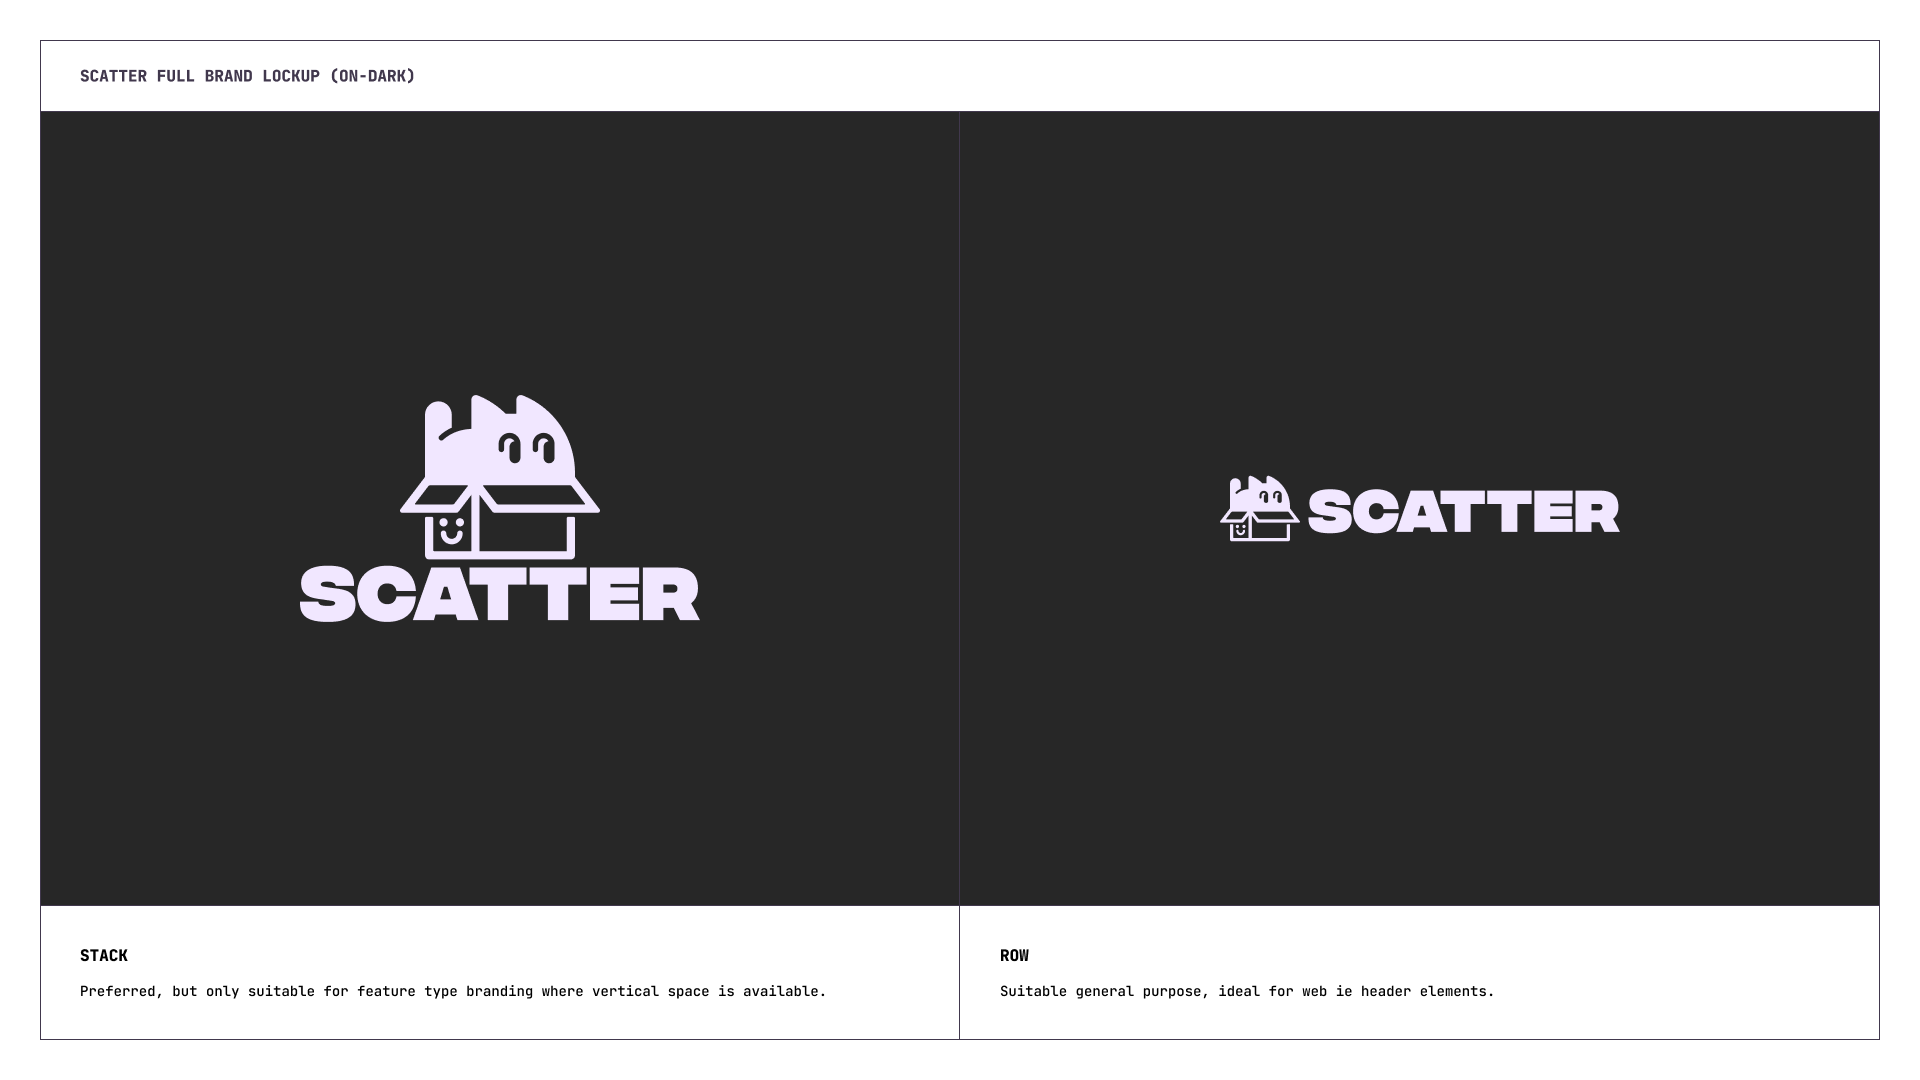 SCATTER FULL BRAND LOCKUP (ON-DARK)
SCATTER
SCATTER
STACK
Preferred, but only suitable for feature type branding where vertical space is available.
ROW
Suitable general purpose, ideal for web ie header elements.